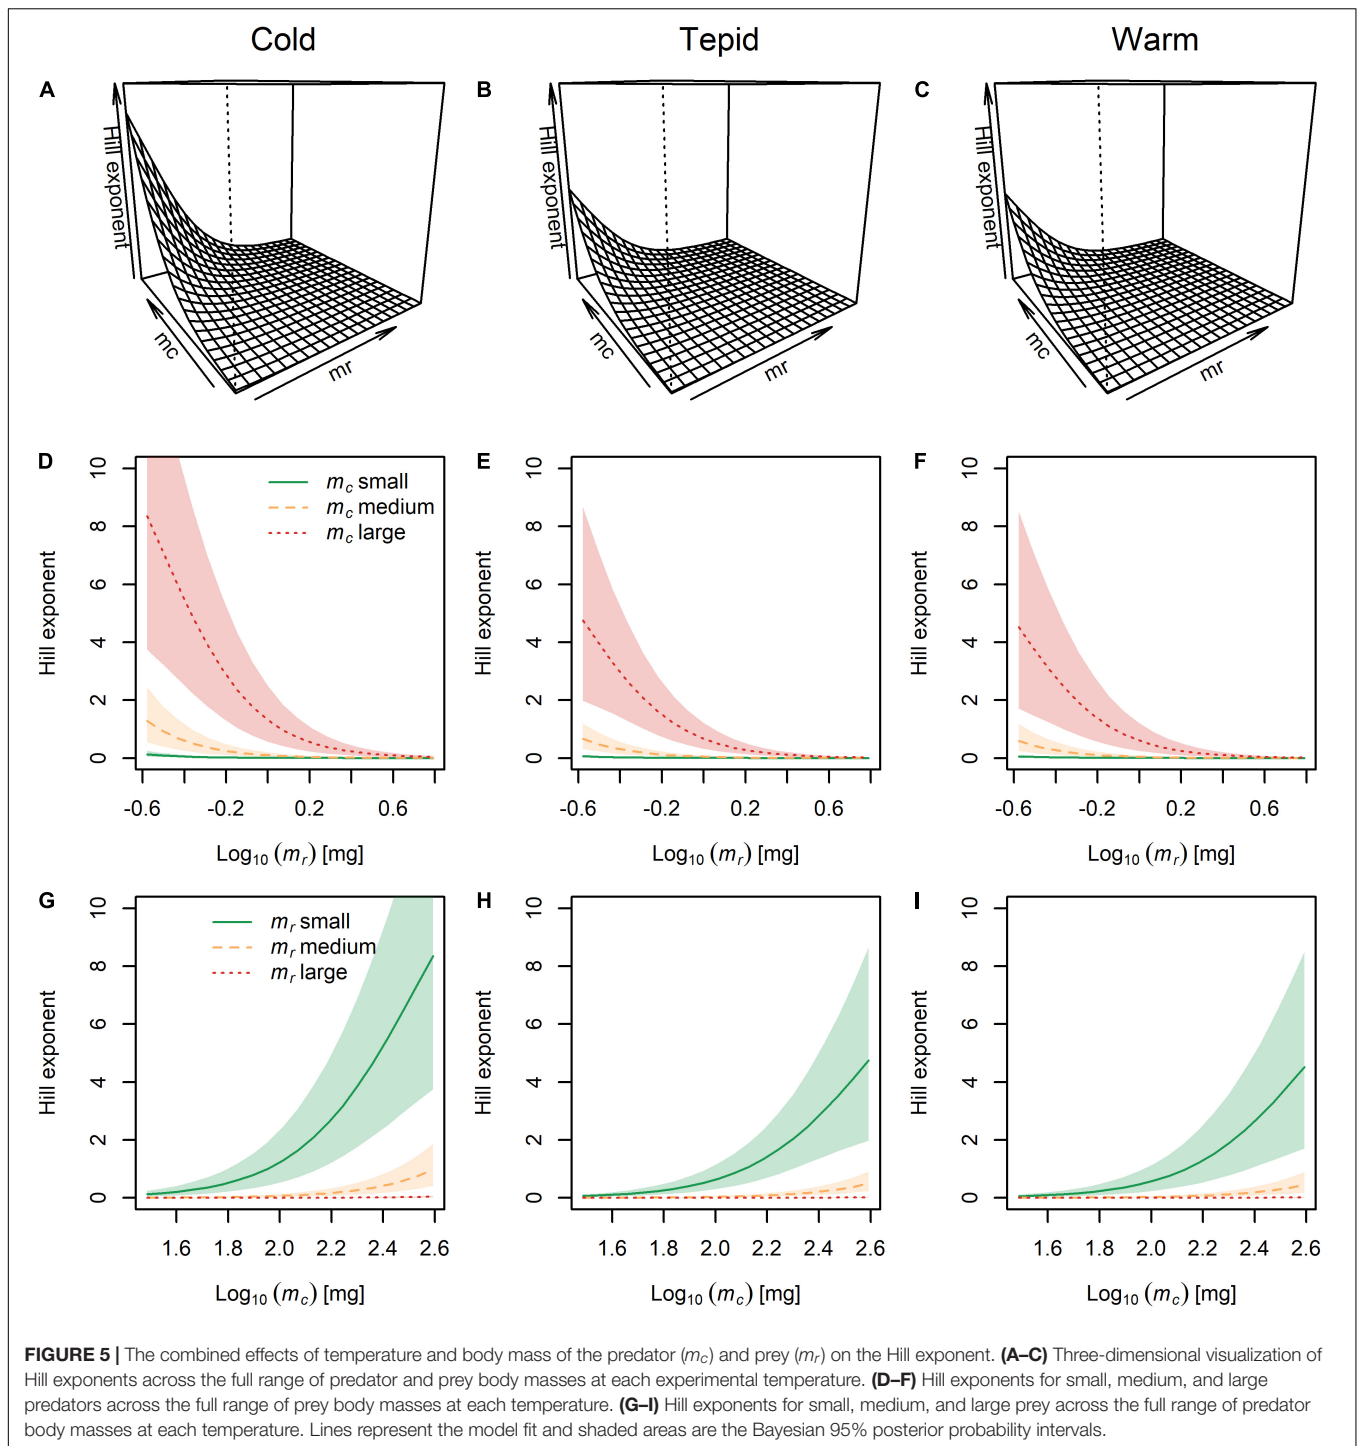 Cold Tepid Warm
A B C
Hill exponent Hill exponent Hill exponent
mc mr mc mr mc mr
D E F
mc small
mc medium
mc large
Hill exponent Hill exponent Hill exponent
0 2 4 6 8 10 0 2 4 6 8 10 0 2 4 6 8 10
-0.6 -0.2 0.2 0.6 -0.6 -0.2 0.2 0.6 -0.6 -0.2 0.2 0.6
Log10 (mr) [mg] Log10 (mr) [mg] Log10 (mr) [mg]
G H I
mr small
mr medium
mr large
Hill exponent Hill exponent Hill exponent
0 2 4 6 8 10 0 2 4 6 8 10 0 2 4 6 8 10
1.6 1.8 2.0 2.2 2.4 2.6 1.6 1.8 2.0 2.2 2.4 2.6 1.6 1.8 2.0 2.2 2.4 2.6
Log10 (mc) [mg] Log10 (mc) [mg] Log10 (mc) [mg]
FIGURE 5 | The combined effects of temperature and body mass of the predator (mc) and prey (mr) on the Hill exponent. (A–C) Three-dimensional visualization of
Hill exponents across the full range of predator and prey body masses at each experimental temperature. (D–F) Hill exponents for small, medium, and large
predators across the full range of prey body masses at each temperature. (G–I) Hill exponents for small, medium, and large prey across the full range of predator
body masses at each temperature. Lines represent the model fit and shaded areas are the Bayesian 95% posterior probability intervals.